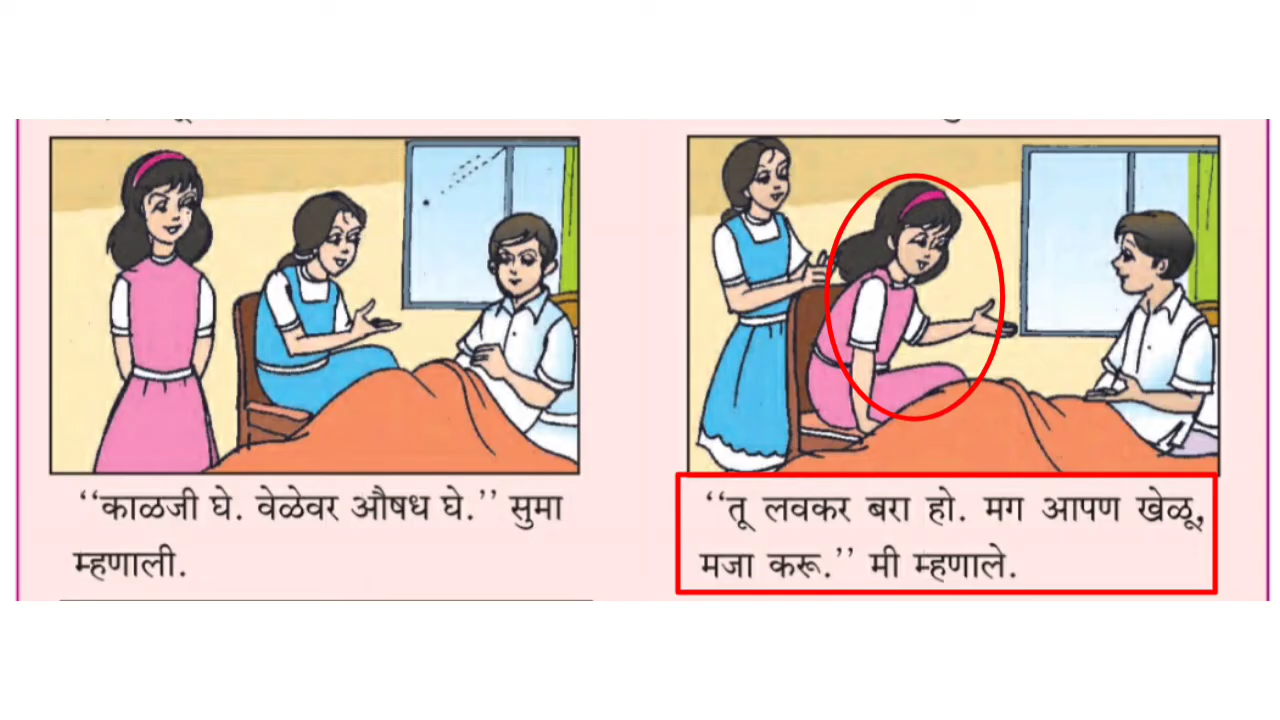 ‘‘काळजी घे. वेळेवर औषध घे.’’ सुमा
म्हणाली.
‘‘तू लवकर बरा हो. मग आपण खेळू,
मजा करू.’’ मी म्हणाले.